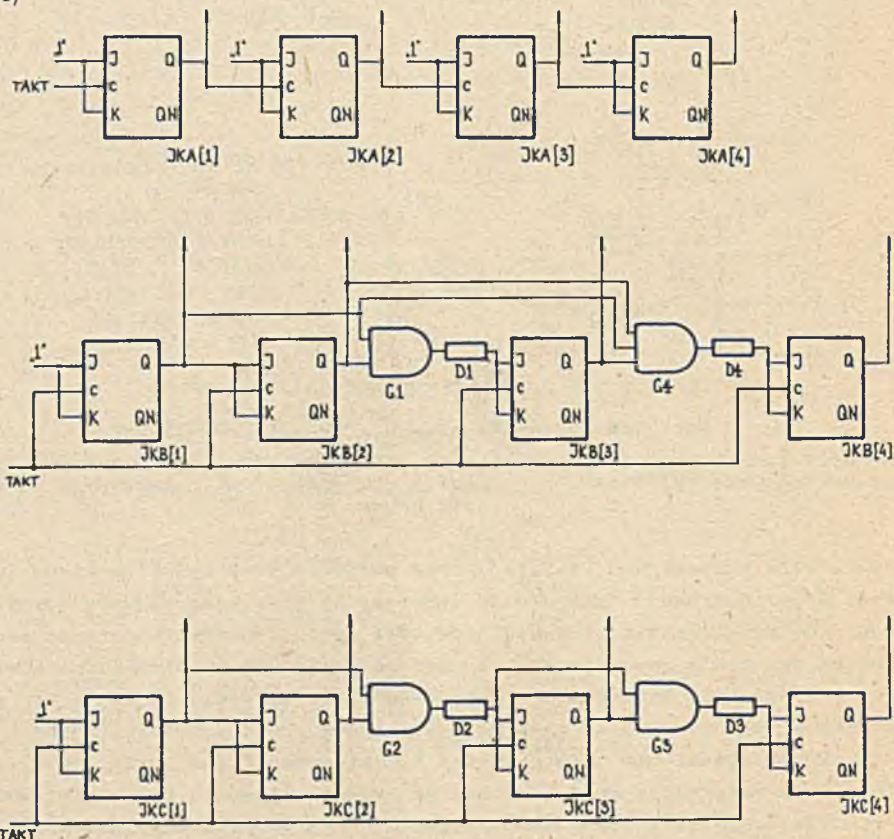 "1" "1" "1" "1"
J Q J Q J Q J Q
TAKT C C C C
K QN K QN K QN K QN
JKA[1] JKA[2] JKA[3] JKA[4]
"1" J Q J Q J Q J Q
C C C C
K QN K QN K QN K QN
G1 D1 G4 D4
JKB[1] JKB[2] JKB[3] JKB[4]
TAKT
"1" J Q J Q J Q J Q
C C C C
K QN K QN K QN K QN
G2 D2 G3 D3
JKC[1] JKC[2] JKC[3] JKC[4]
TAKT